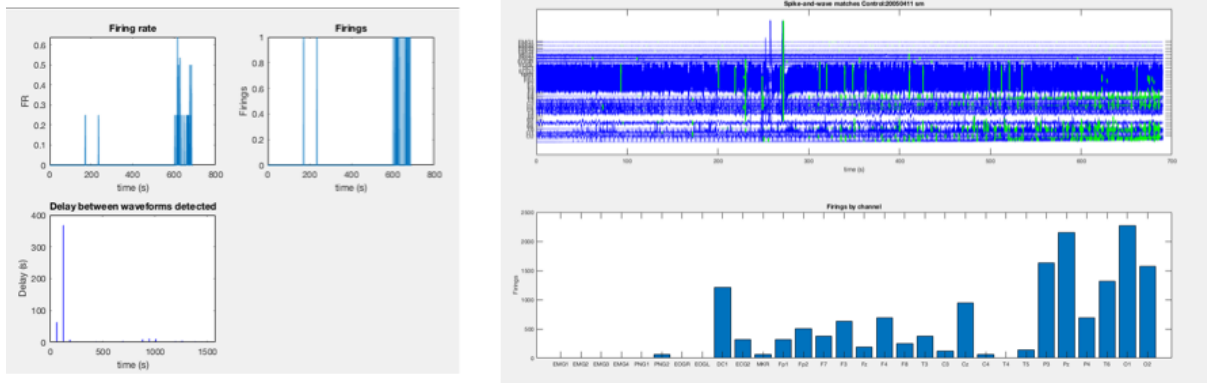 Firing rate
0.6
0.5
0.4
0.3
0.2
0.1
0
FR
0 200 400 600 800
time (s)
Firings
1
0.8
0.6
0.4
0.2
0
Firings
0 200 400 600 800
time (s)
Delay between waveforms detected
400
300
200
100
0
Delay (s)
0 500 1000 1500
Spike-and-wave matches Control:20050411 sm
0 100 200 300 400 500 600 700
time (s)
Firings by channel
2500
2000
1500
1000
500
0
Firings
EMG1 EMG2 EMG3 EMG4 PNG1 PNG2 EOGR EOGL DC1 ECG2 MKR Fp1 Fp2 F7 F3 Fz F4 F8 T3 C3 Cz C4 T4 T5 P3 Pz P4 T6 O1 O2